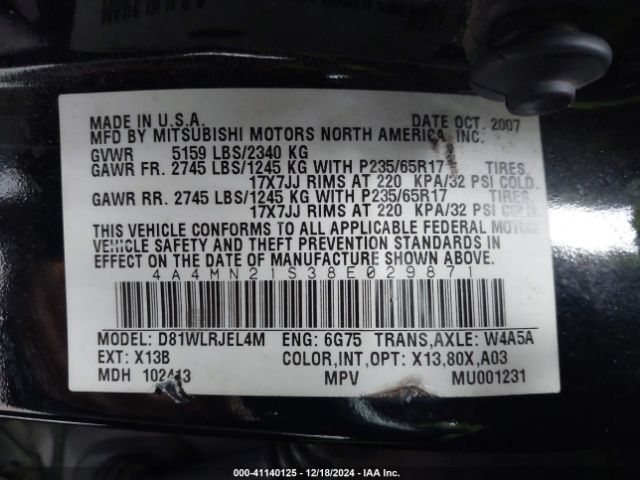 MADE IN U.S.A. DATE OCT. 2007
MFD BY MITSUBISHI MOTORS NORTH AMERICA, INC.
GVWR 5159 LBS/2340 KG
GAWR FR. 2745 LBS/1245 KG WITH P235/65R17 TIRES.
17X7JJ RIMS AT 220 KPA/32 PSI COLD.
GAWR RR. 2745 LBS/1245 KG WITH P235/65R17 TIRES.
17X7JJ RIMS AT 220 KPA/32 PSI COLD.
THIS VEHICLE CONFORMS TO ALL APPLICABLE FEDERAL MOTOR
VEHICLE SAFETY AND THEFT PREVENTION STANDARDS IN
EFFECT ON THE DATE OF MANUFACTURE SHOWN ABOVE.
4A4MN21S38E029871
MODEL: D81WLRJEL4M ENG: 6G75 TRANS,AXLE: W4A5A
EXT: X13B COLOR,INT,OPT: X13,80X,A03
MDH 102413 MPV MU001231
000-41140125 - 12/18/2024 - IAA Inc.